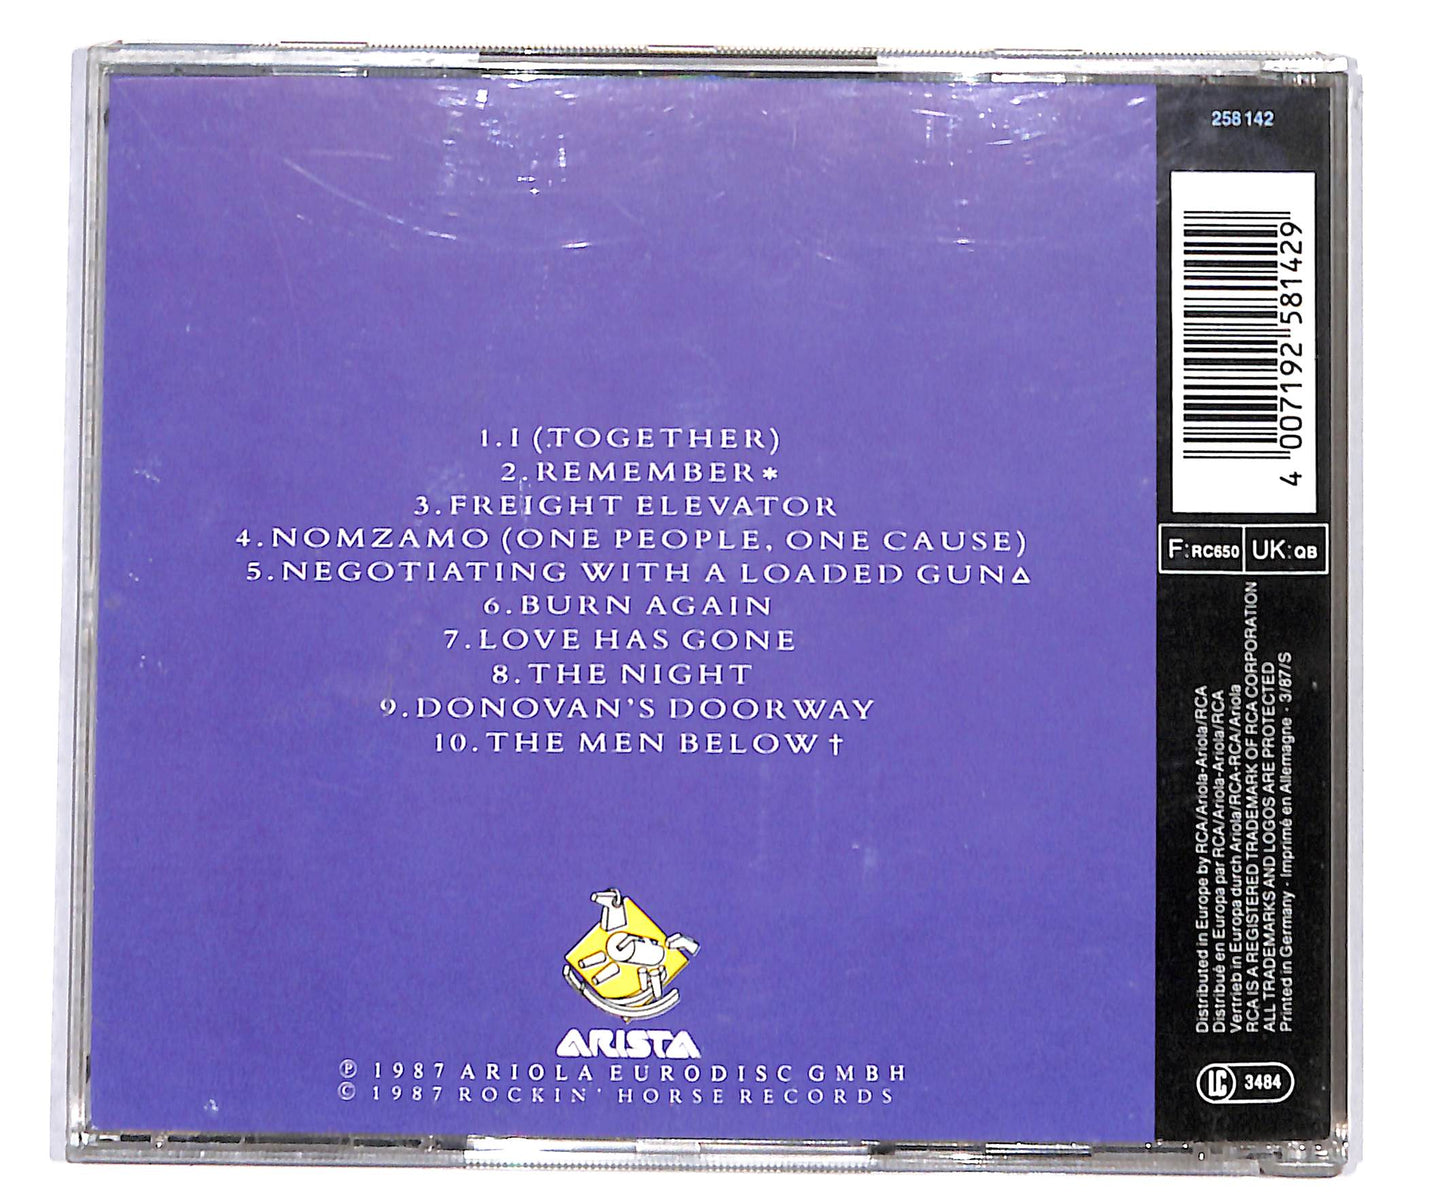 1. I (TOGETHER)
2. REMEMBER*
3. FREIGHT ELEVATOR
4. NOMZAMO (ONE PEOPLE, ONE CAUSE)
5. NEGOTIATING WITH A LOADED GUN△
6. BURN AGAIN
7. LOVE HAS GONE
8. THE NIGHT
9. DONOVAN'S DOORWAY
10. THE MEN BELOW†
ARISTA
℗ 1987 ARIOLA EURODISC GMBH
© 1987 ROCKIN' HORSE RECORDS
258 142
4 007192 581429
F: RC650 UK: QB
Distributed in Europe by RCA/Ariola-Ariola/RCA
Distribué en Europa par RCA/Ariola-Ariola/RCA
Vertrieb in Europa durch Ariola/RCA-RCA/Ariola
RCA IS A REGISTERED TRADEMARK OF RCA CORPORATION
ALL TRADEMARKS AND LOGOS ARE PROTECTED
Printed in Germany · Imprimé en Allemagne · 3/87/S
LC 3484